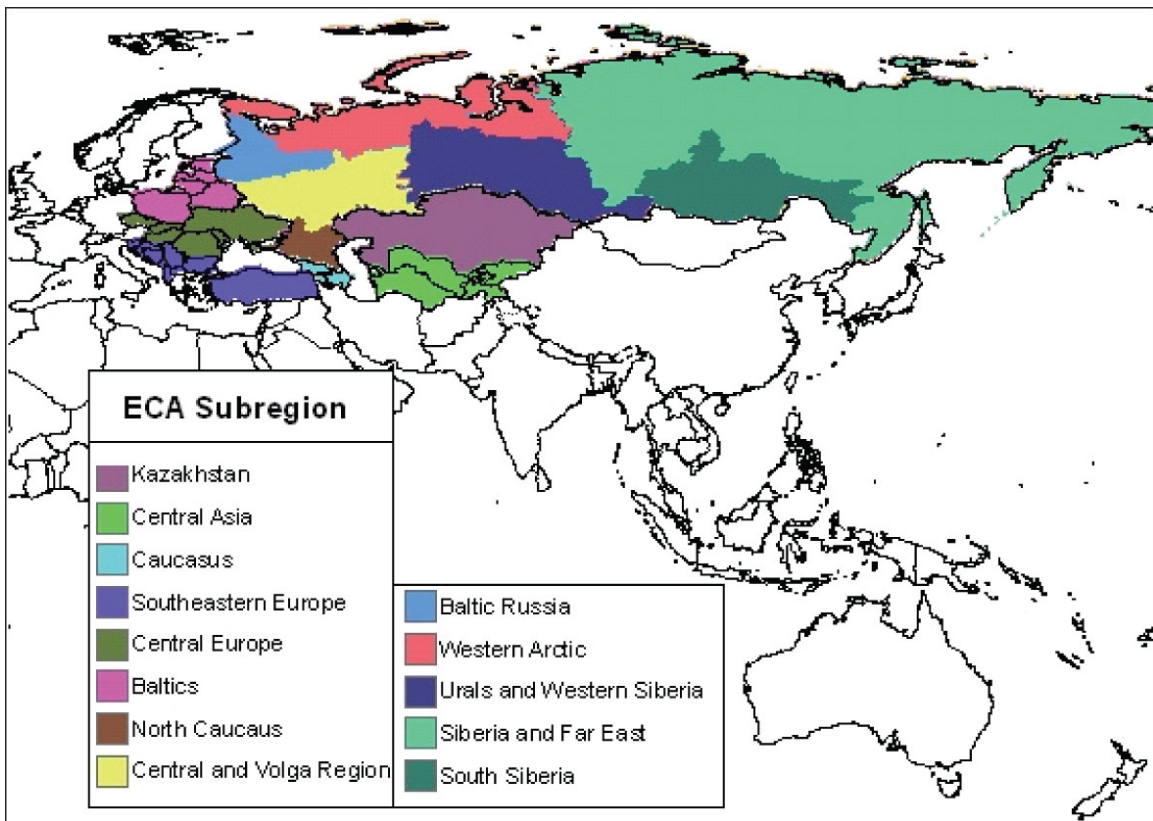 ECA Subregion
Kazakhstan
Central Asia
Caucasus
Southeastern Europe
Central Europe
Baltics
North Caucaus
Central and Volga Region
Baltic Russia
Western Arctic
Urals and Western Siberia
Siberia and Far East
South Siberia